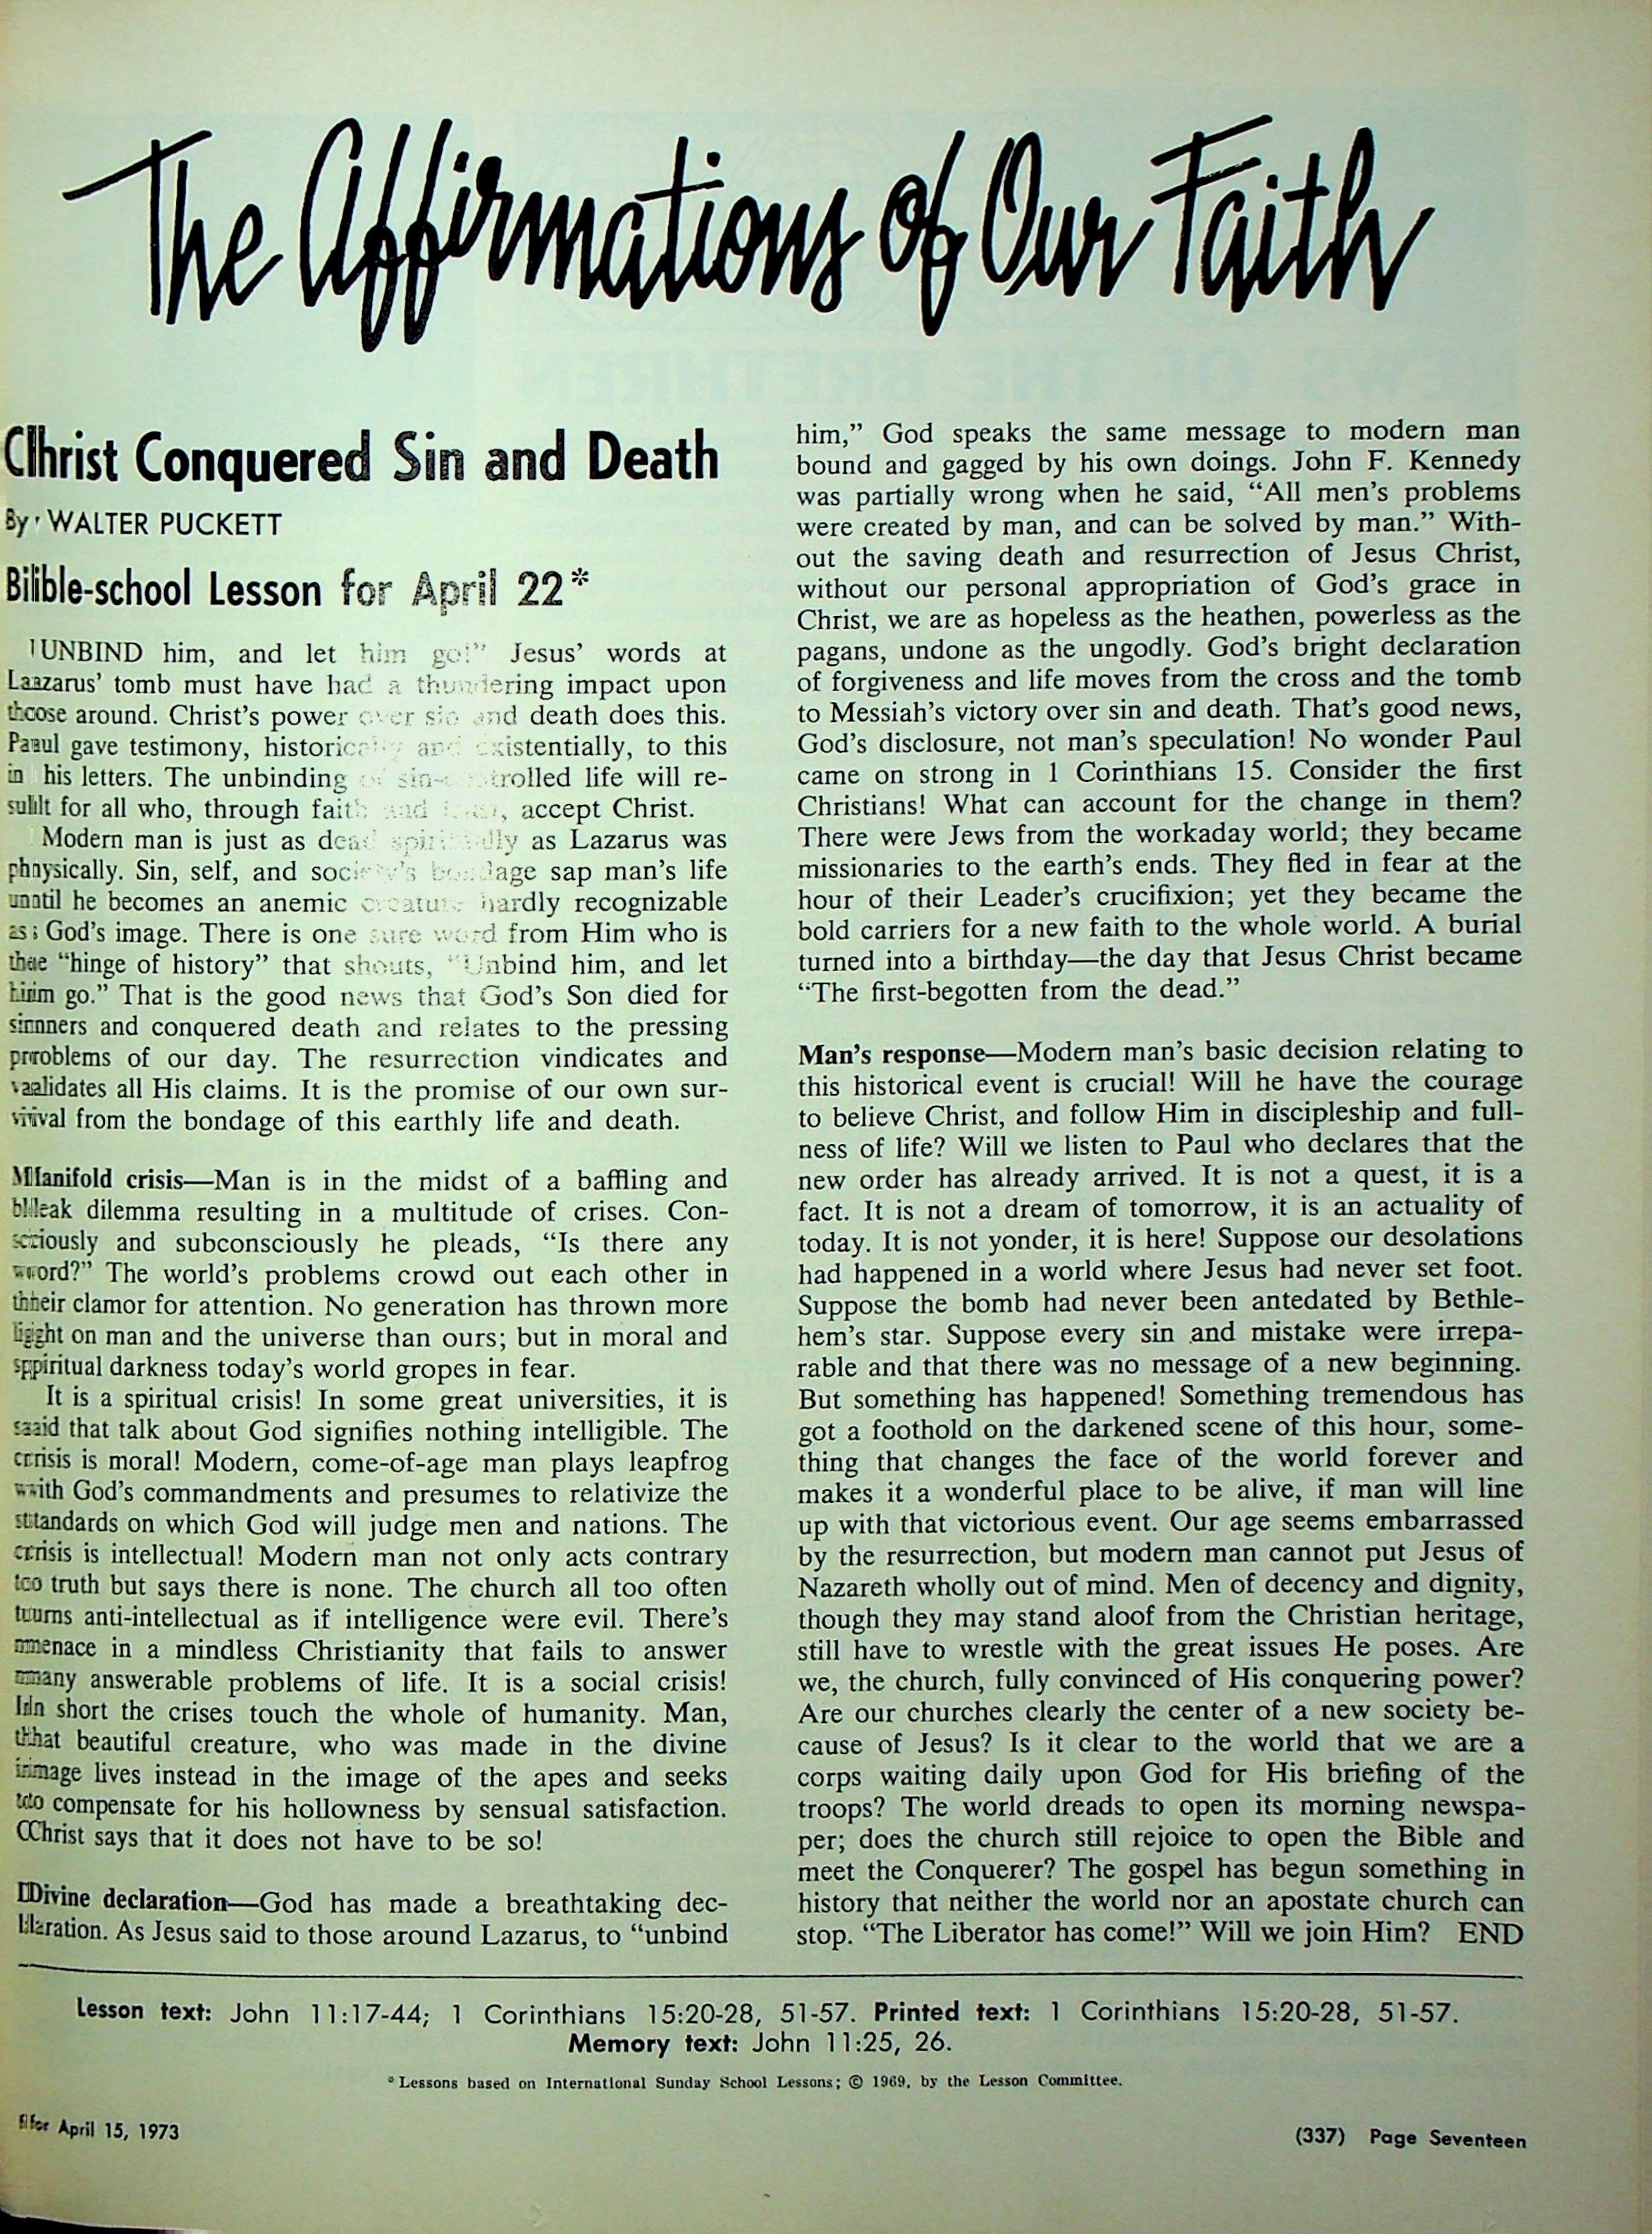 The Affirmations of Our Faith
Christ Conquered Sin and Death
By WALTER PUCKETT
Bible-school Lesson for April 22*
UNBIND him, and let him go!” Jesus’ words at
Lazarus’ tomb must have had a thundering impact upon
those around. Christ’s power over sin and death does this.
Paul gave testimony, historically and existentially, to this
in his letters. The unbinding of sin-controlled life will re-
sult for all who, through faith and accept Christ.
Modern man is just as dead spiritually as Lazarus was
physically. Sin, self, and society’s bondage sap man’s life
until he becomes an anemic creature hardly recognizable
as God’s image. There is one sure word from Him who is
the “hinge of history” that shouts, “Unbind him, and let
him go.” That is the good news that God’s Son died for
sinners and conquered death and relates to the pressing
problems of our day. The resurrection vindicates and
validates all His claims. It is the promise of our own sur-
vival from the bondage of this earthly life and death.
Manifold crisis—Man is in the midst of a baffling and
bleak dilemma resulting in a multitude of crises. Con-
sciously and subconsciously he pleads, “Is there any
word?” The world’s problems crowd out each other in
their clamor for attention. No generation has thrown more
light on man and the universe than ours; but in moral and
spiritual darkness today’s world gropes in fear.
It is a spiritual crisis! In some great universities, it is
said that talk about God signifies nothing intelligible. The
crisis is moral! Modern, come-of-age man plays leapfrog
with God’s commandments and presumes to relativize the
standards on which God will judge men and nations. The
crisis is intellectual! Modern man not only acts contrary
to truth but says there is none. The church all too often
turns anti-intellectual as if intelligence were evil. There’s
menace in a mindless Christianity that fails to answer
many answerable problems of life. It is a social crisis!
In short the crises touch the whole of humanity. Man,
that beautiful creature, who was made in the divine
image lives instead in the image of the apes and seeks
to compensate for his hollowness by sensual satisfaction.
Christ says that it does not have to be so!
Divine declaration—God has made a breathtaking dec-
laration. As Jesus said to those around Lazarus, to “unbind
him,” God speaks the same message to modern man
bound and gagged by his own doings. John F. Kennedy
was partially wrong when he said, “All men’s problems
were created by man, and can be solved by man.” With-
out the saving death and resurrection of Jesus Christ,
without our personal appropriation of God’s grace in
Christ, we are as hopeless as the heathen, powerless as the
pagans, undone as the ungodly. God’s bright declaration
of forgiveness and life moves from the cross and the tomb
to Messiah’s victory over sin and death. That’s good news,
God’s disclosure, not man’s speculation! No wonder Paul
came on strong in 1 Corinthians 15. Consider the first
Christians! What can account for the change in them?
There were Jews from the workaday world; they became
missionaries to the earth’s ends. They fled in fear at the
hour of their Leader’s crucifixion; yet they became the
bold carriers for a new faith to the whole world. A burial
turned into a birthday—the day that Jesus Christ became
“The first-begotten from the dead.”
Man’s response—Modern man’s basic decision relating to
this historical event is crucial! Will he have the courage
to believe Christ, and follow Him in discipleship and full-
ness of life? Will we listen to Paul who declares that the
new order has already arrived. It is not a quest, it is a
fact. It is not a dream of tomorrow, it is an actuality of
today. It is not yonder, it is here! Suppose our desolations
had happened in a world where Jesus had never set foot.
Suppose the bomb had never been antedated by Bethle-
hem’s star. Suppose every sin and mistake were irrepa-
rable and that there was no message of a new beginning.
But something has happened! Something tremendous has
got a foothold on the darkened scene of this hour, some-
thing that changes the face of the world forever and
makes it a wonderful place to be alive, if man will line
up with that victorious event. Our age seems embarrassed
by the resurrection, but modern man cannot put Jesus of
Nazareth wholly out of mind. Men of decency and dignity,
though they may stand aloof from the Christian heritage,
still have to wrestle with the great issues He poses. Are
we, the church, fully convinced of His conquering power?
Are our churches clearly the center of a new society be-
cause of Jesus? Is it clear to the world that we are a
corps waiting daily upon God for His briefing of the
troops? The world dreads to open its morning newspa-
per; does the church still rejoice to open the Bible and
meet the Conquerer? The gospel has begun something in
history that neither the world nor an apostate church can
stop. “The Liberator has come!” Will we join Him? END
Lesson text: John 11:17-44; 1 Corinthians 15:20-28, 51-57. Printed text: 1 Corinthians 15:20-28, 51-57.
Memory text: John 11:25, 26.
*Lessons based on International Sunday School Lessons; © 1969, by the Lesson Committee.
for April 15, 1973
(337) Page Seventeen